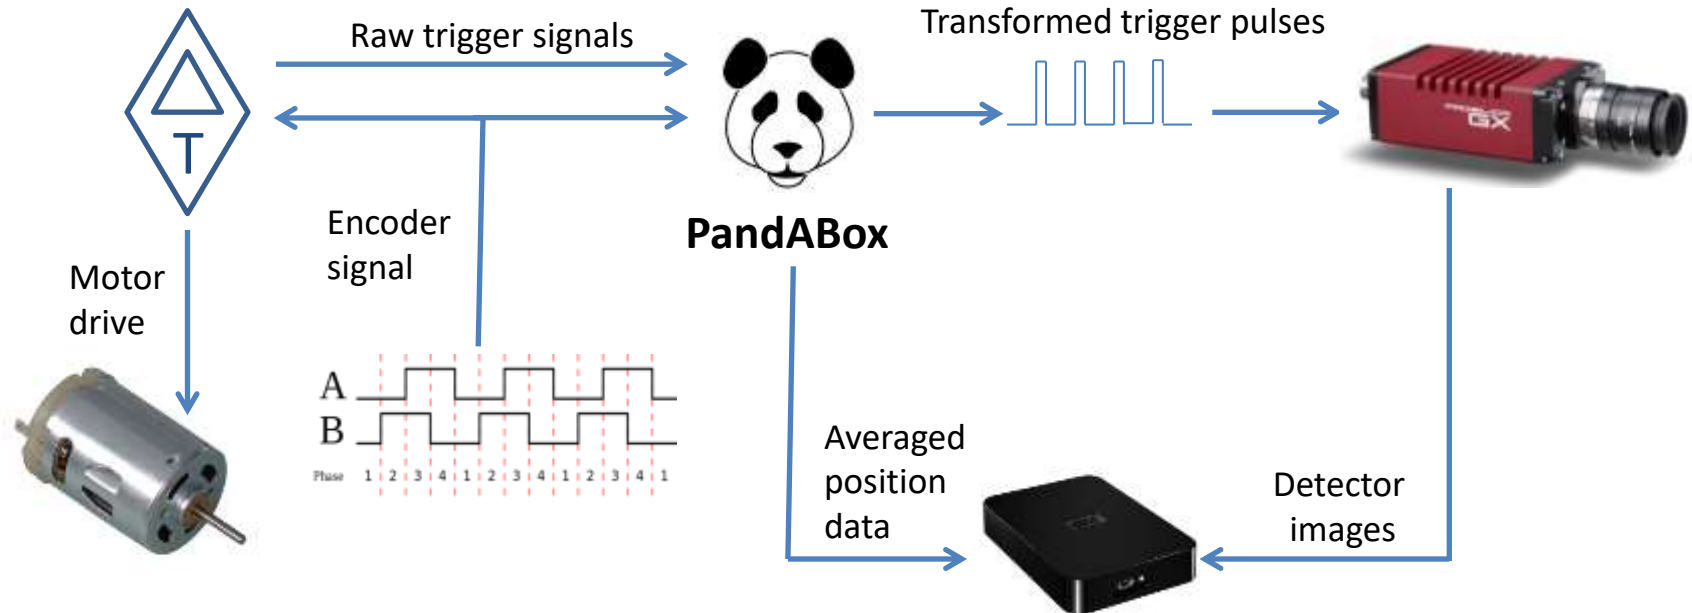 Raw trigger signals
Transformed trigger pulses
T
GX
PandABox
Encoder
signal
Motor
drive
A
B
Phase 1 2 3 4 1 2 3 4 1 2 3 4 1
Averaged
position
data
Detector
images